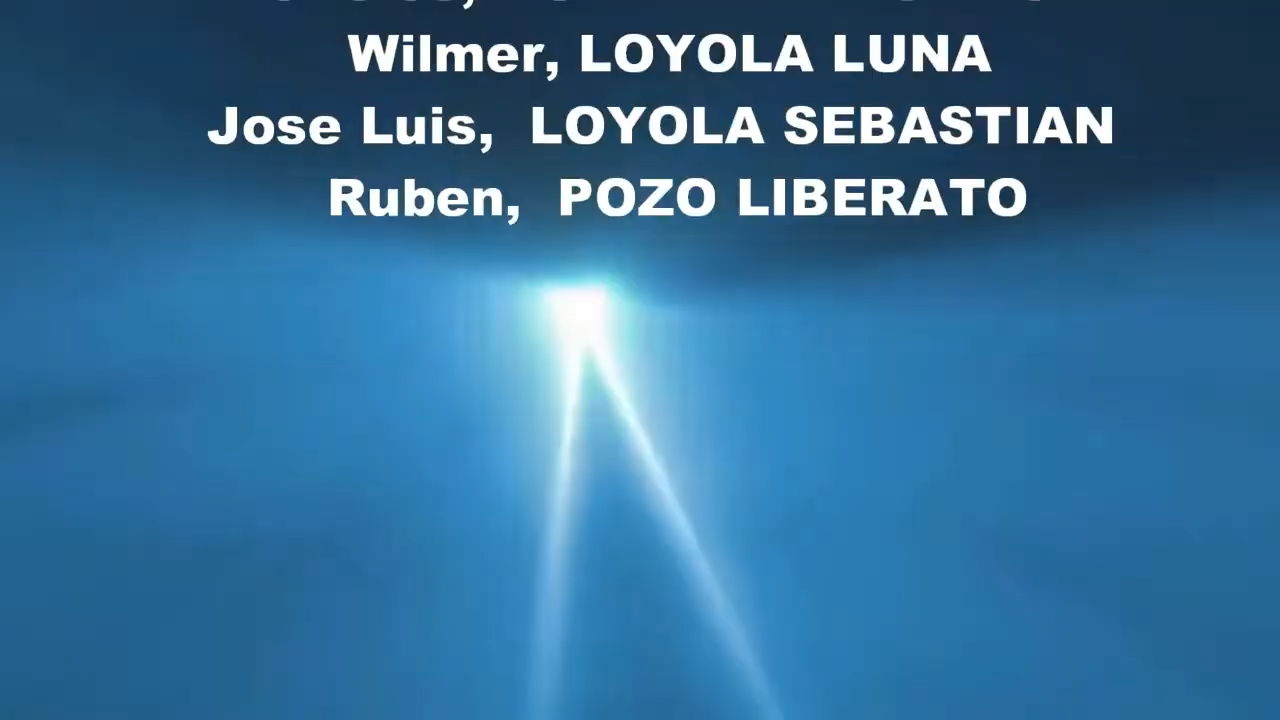 Wilmer, LOYOLA LUNA
Jose Luis, LOYOLA SEBASTIAN
Ruben, POZO LIBERATO